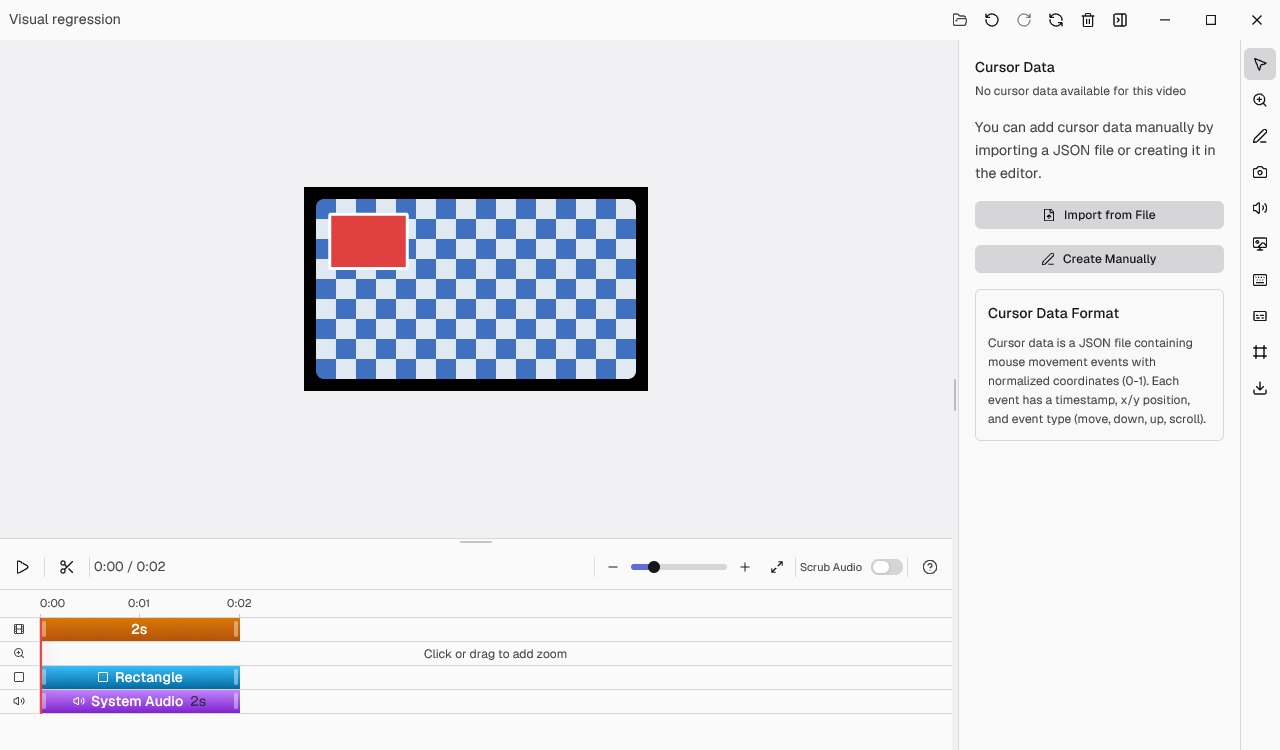 Visual regression
Cursor Data
No cursor data available for this video
You can add cursor data manually by
importing a JSON file or creating it in
the editor.
Import from File
Create Manually
Cursor Data Format
Cursor data is a JSON file containing
mouse movement events with
normalized coordinates (0-1). Each
event has a timestamp, x/y position,
and event type (move, down, up, scroll).
0:00 / 0:02
Scrub Audio
0:00 0:01 0:02
2s
Click or drag to add zoom
Rectangle
System Audio 2s